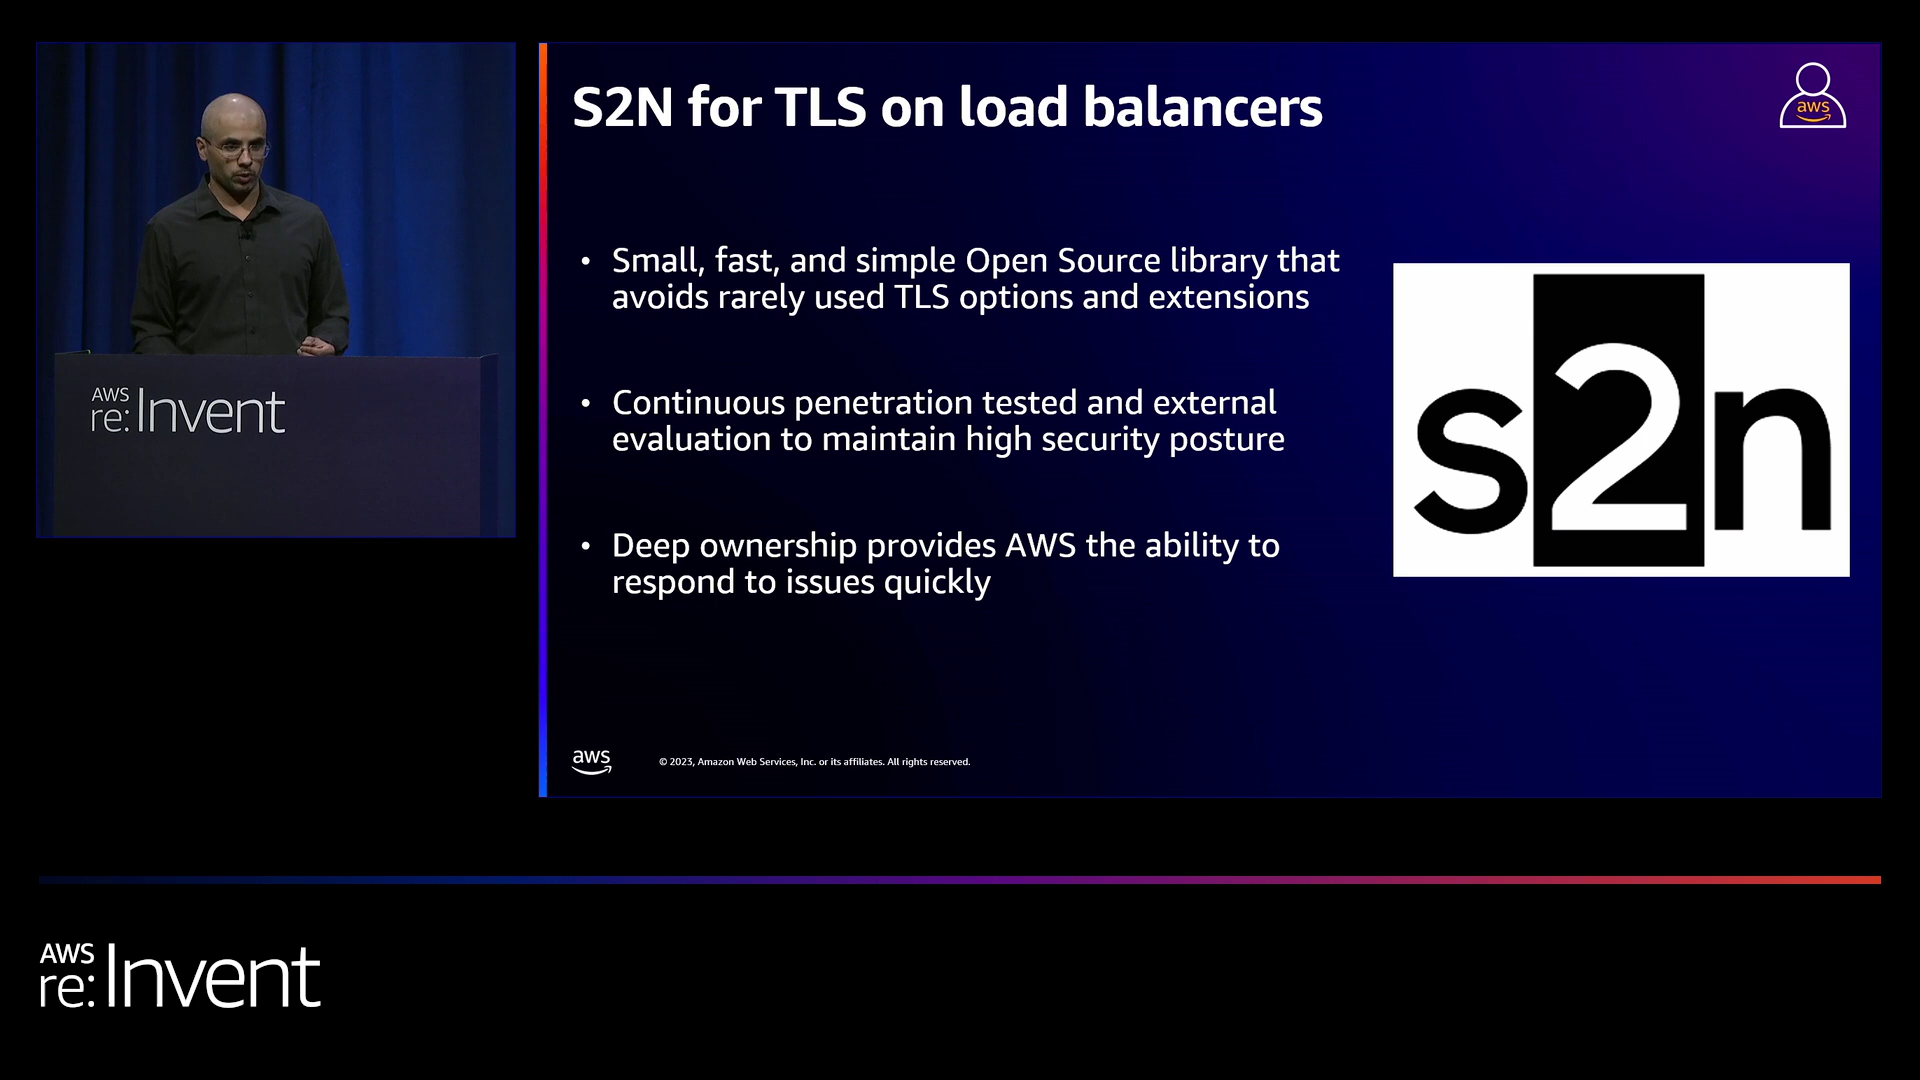 S2N for TLS on load balancers
aws
• Small, fast, and simple Open Source library that
avoids rarely used TLS options and extensions
• Continuous penetration tested and external
evaluation to maintain high security posture
• Deep ownership provides AWS the ability to
respond to issues quickly
s2n
aws
© 2023, Amazon Web Services, Inc. or its affiliates. All rights reserved.
AWS
re:Invent
AWS
re:Invent